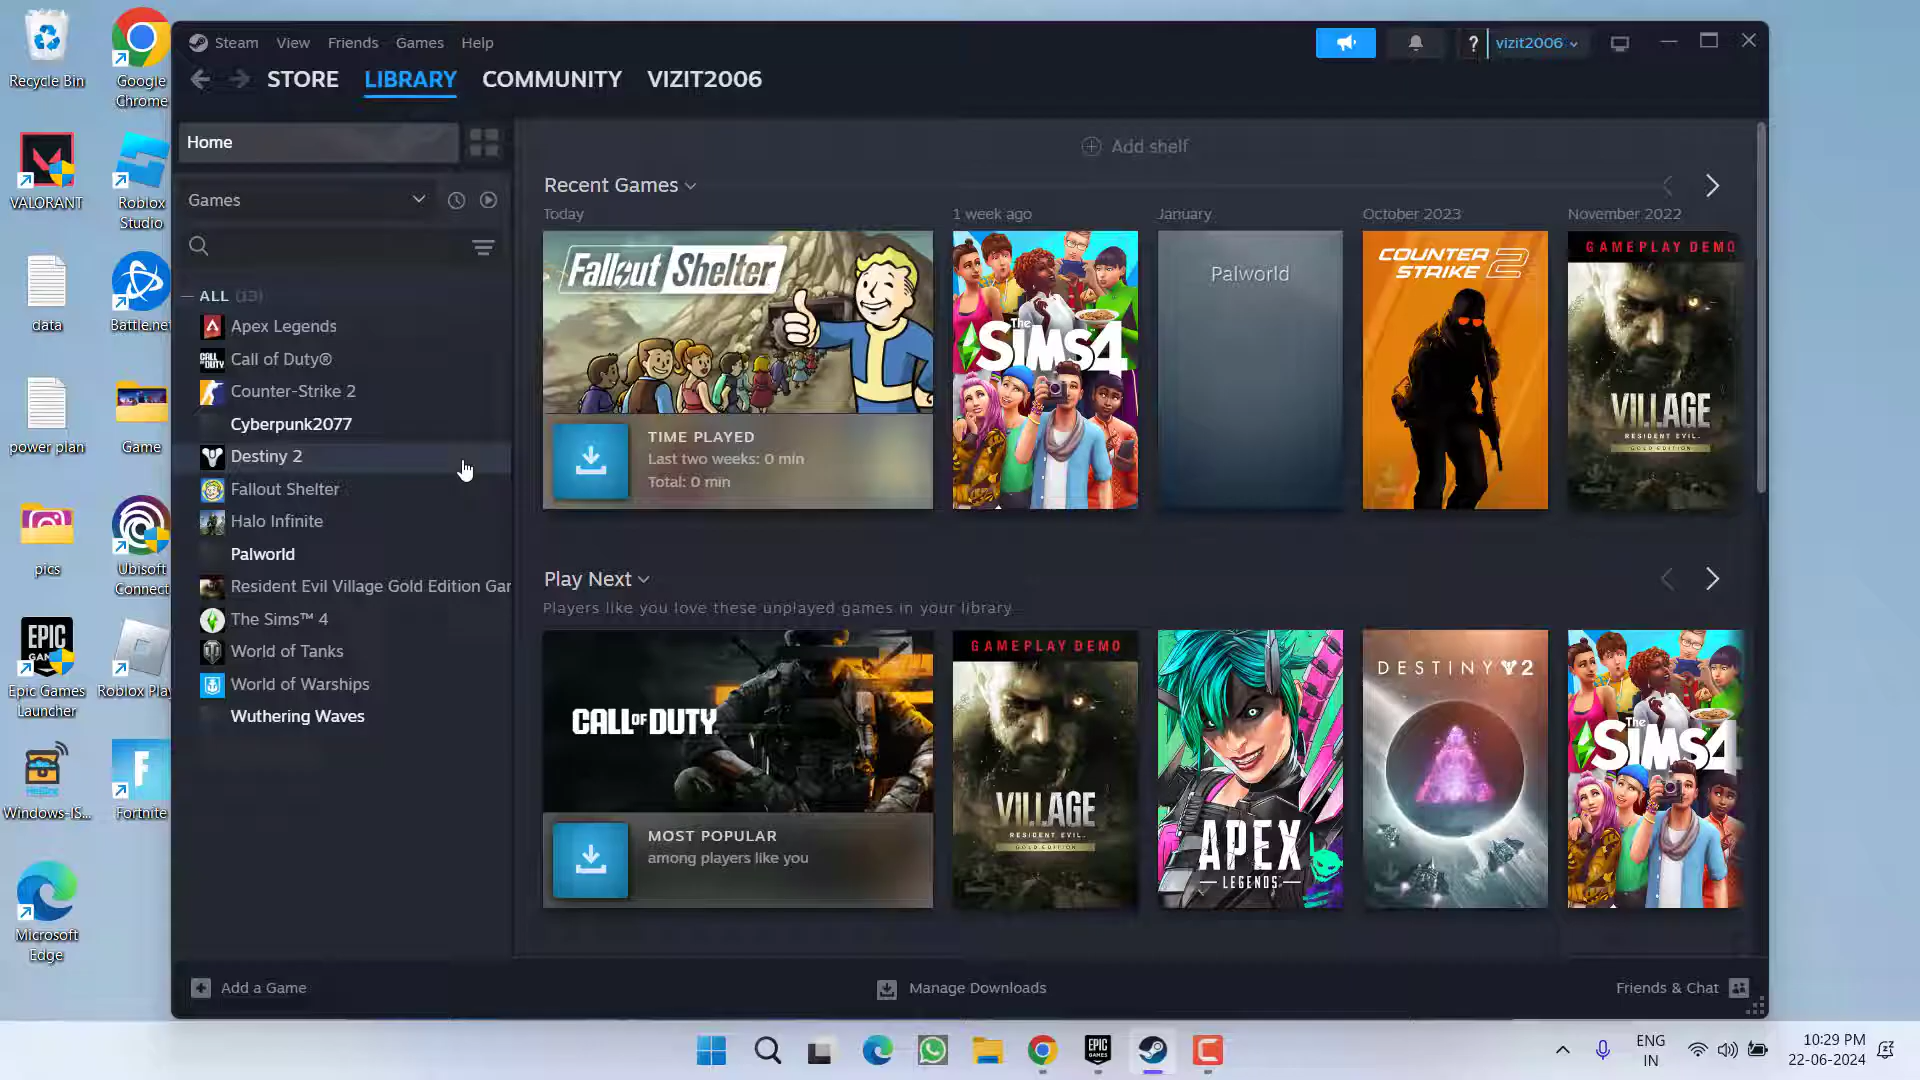 Recycle Bin
Google
Chrome
VALORANT
Roblox
Studio
data
Battle.net
power plan
Game
pics
Ubisoft
Connect
EPIC
Epic Games
Launcher
Roblox Play
Windows-IS...
Fortnite
Microsoft
Edge
Steam View Friends Games Help
? vizit2006
STORE LIBRARY COMMUNITY VIZIT2006
Home
Games
ALL (13)
Apex Legends
Call of Duty®
Counter-Strike 2
Cyberpunk2077
Destiny 2
Fallout Shelter
Halo Infinite
Palworld
Resident Evil Village Gold Edition Gar
The Sims™ 4
World of Tanks
World of Warships
Wuthering Waves
Add shelf
Recent Games
Today
1 week ago
January
October 2023
November 2022
Fallout Shelter
TIME PLAYED
Last two weeks: 0 min
Total: 0 min
The
SIMS4
Palworld
COUNTER
STRIKE 2
GAMEPLAY DEMO
VILLAGE
RESIDENT EVIL
GOLD EDITION
Play Next
Players like you love these unplayed games in your library
CALL OF DUTY
MOST POPULAR
among players like you
GAMEPLAY DEMO
VILLAGE
RESIDENT EVIL
GOLD EDITION
APEX
LEGENDS
DESTINY 2
The
SIMS4
Add a Game
Manage Downloads
Friends & Chat
EPIC
GAMES
ENG
IN
10:29 PM
22-06-2024